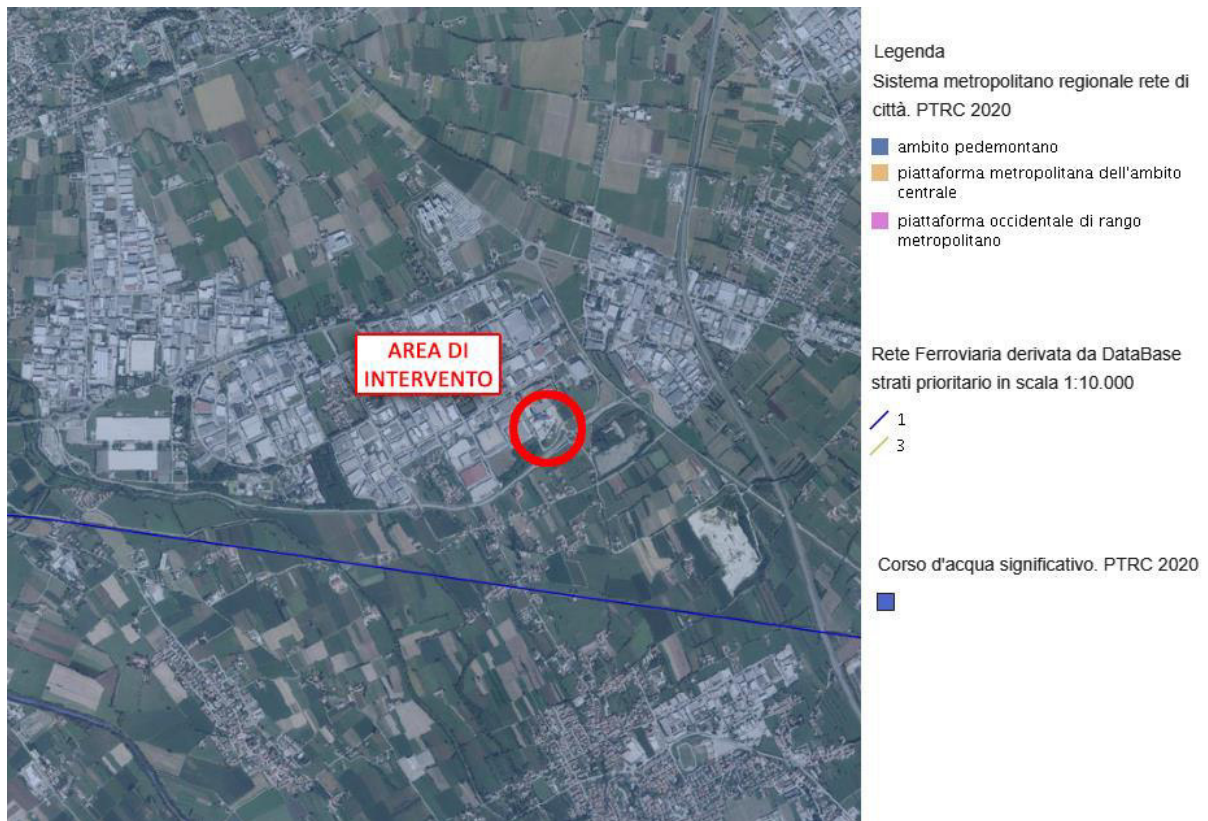 AREA DI
INTERVENTO
Legenda
Sistema metropolitano regionale rete di
città. PTRC 2020
ambito pedemontano
piattaforma metropolitana dell'ambito
centrale
piattaforma occidentale di rango
metropolitano
Rete Ferroviaria derivata da DataBase
strati prioritario in scala 1:10.000
1
3
Corso d'acqua significativo. PTRC 2020